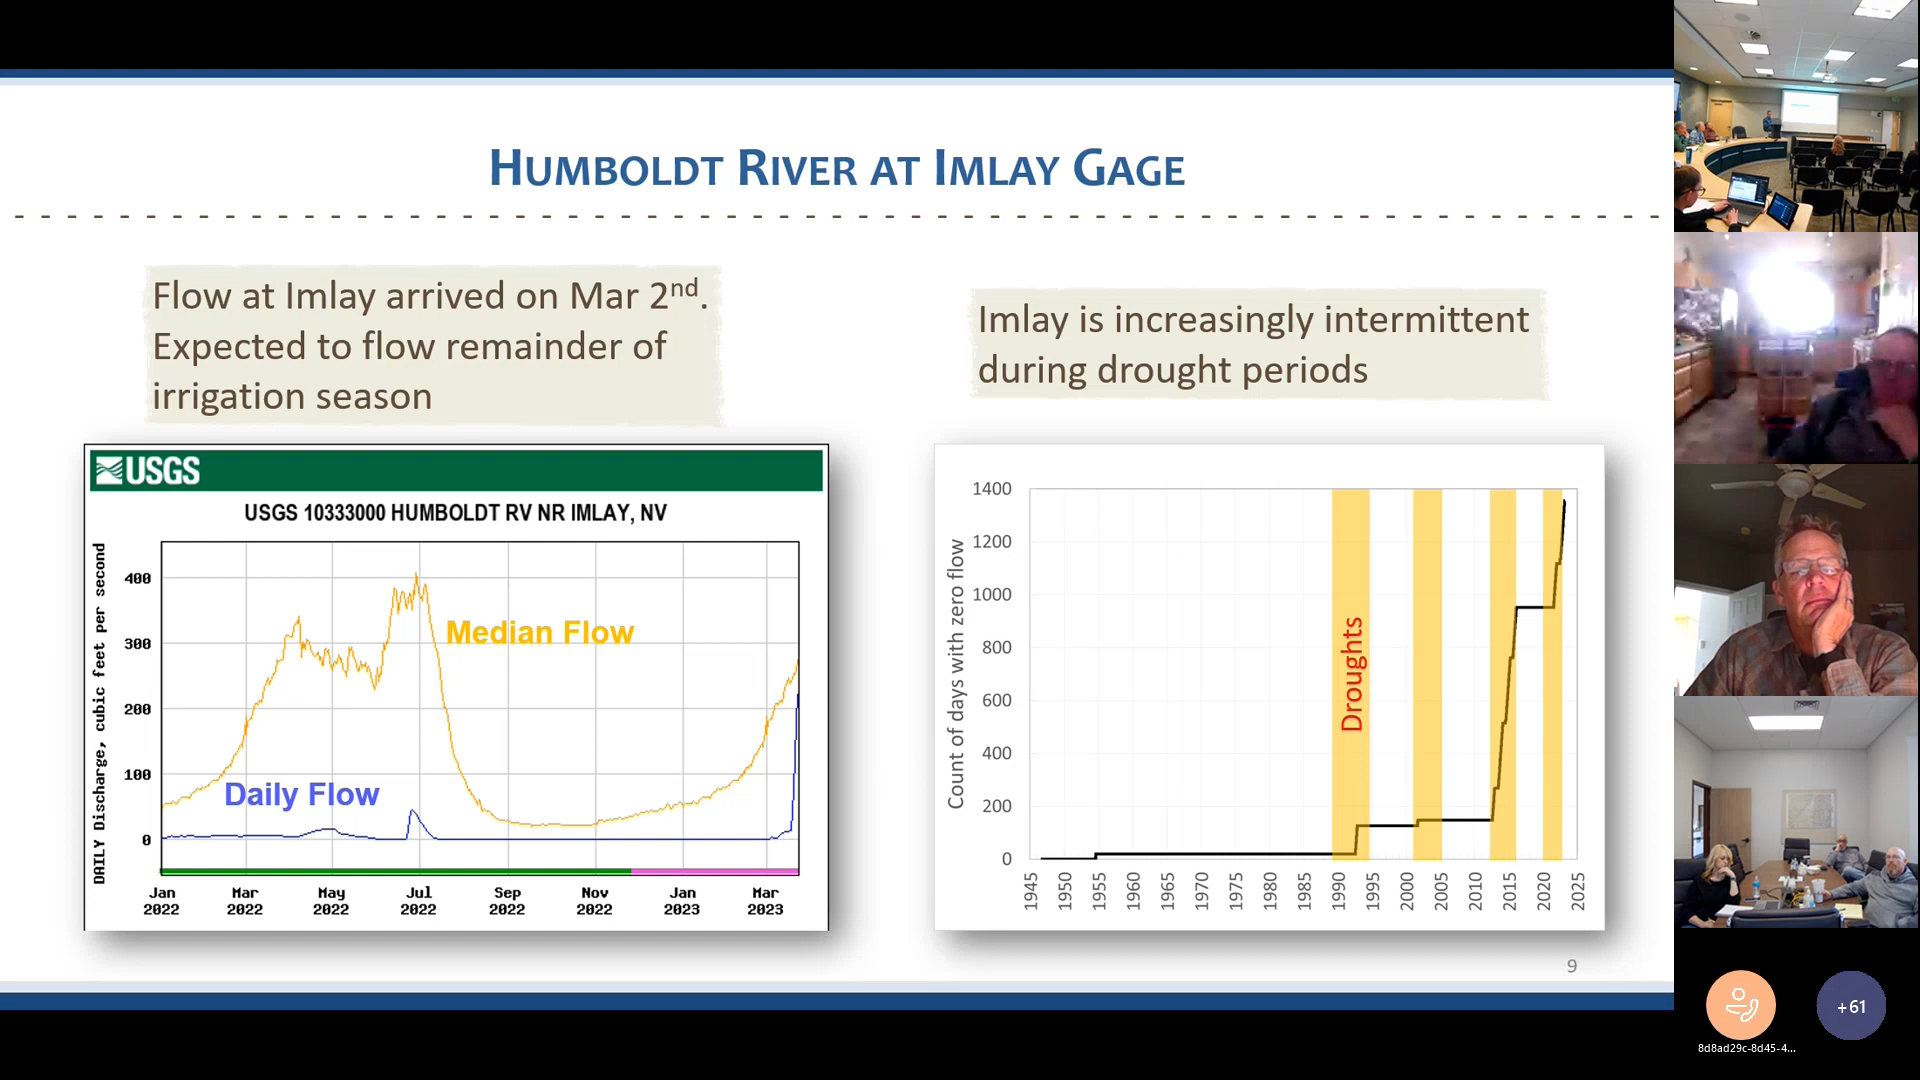 HUMBOLDT RIVER AT IMLAY GAGE
Flow at Imlay arrived on Mar 2nd.
Expected to flow remainder of
irrigation season
Imlay is increasingly intermittent
during drought periods
USGS
USGS 10333000 HUMBOLDT RV NR IMLAY, NV
DAILY Discharge, cubic feet per second
400
300
200
100
0
Median Flow
Daily Flow
Jan Mar May Jul Sep Nov Jan Mar
2022 2022 2022 2022 2022 2022 2023 2023
Count of days with zero flow
1400
1200
1000
800
600
400
200
0
Droughts
1945 1950 1955 1960 1965 1970 1975 1980 1985 1990 1995 2000 2005 2010 2015 2020 2025
9
+61
8d8ad29c-8d45-4...